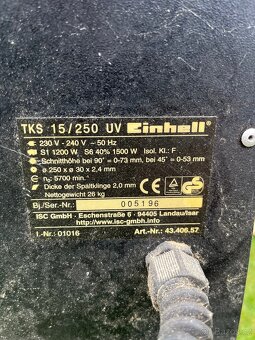 TKS 15/250 UV Einhell
230 V - 240 V ~ 50 Hz
S1 1200 W S6 40% 1500 W Isol. Kl.: F
Schnitthöhe bei 90° = 0-73 mm, bei 45° = 0-53 mm
ø 250 x ø 30 x 2,4 mm
n₀: 5700 min⁻¹
Dicke der Spaltklinge 2,0 mm
Nettogewicht 26 kg
Bj./Ser.-Nr.: 005196
ISC GmbH - Eschenstraße 6 - 94405 Landau/Isar
http://www.isc-gmbh.info
I.-Nr.: 01016 Art.-Nr.: 43.406.57